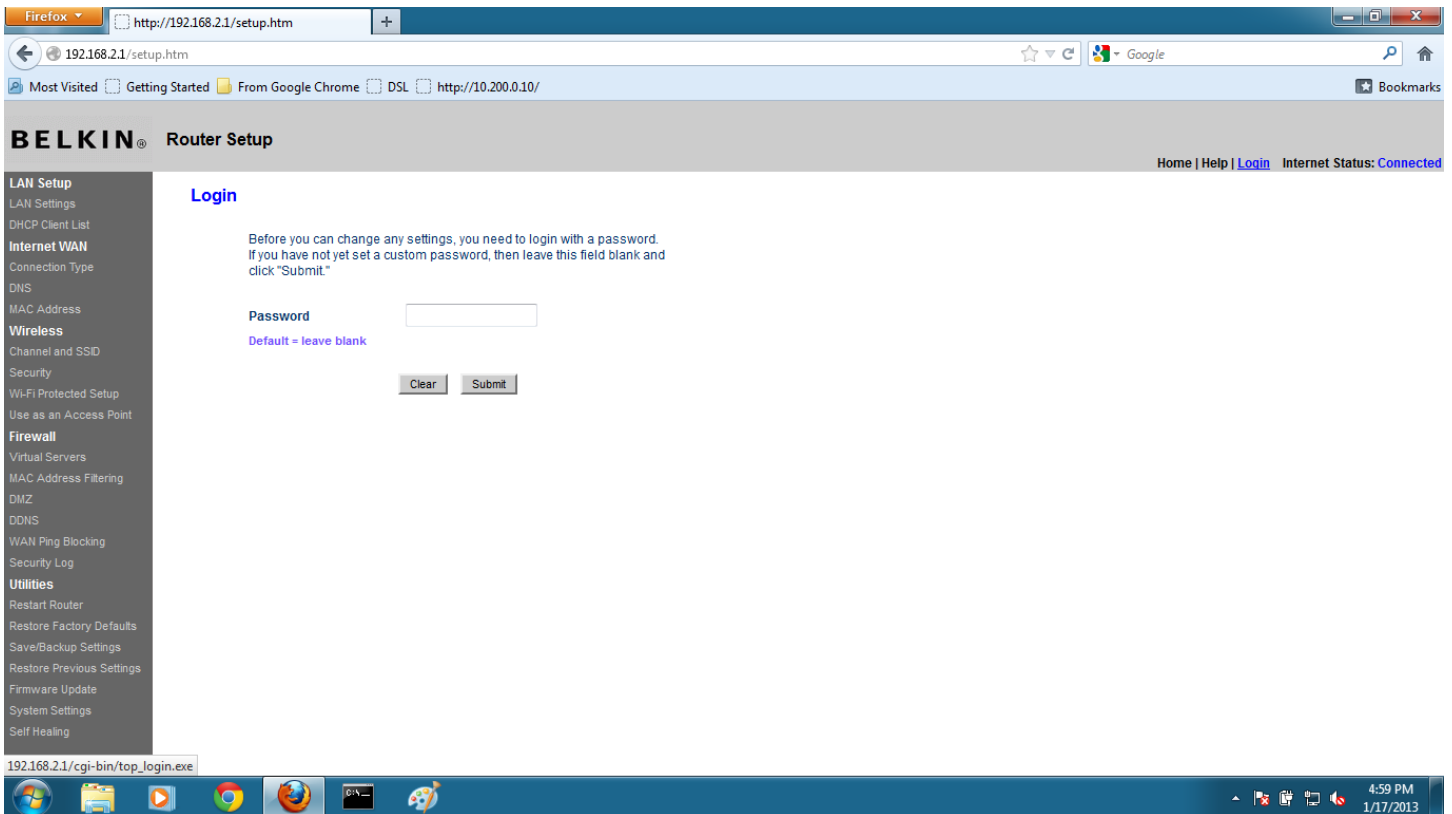 Firefox
http://192.168.2.1/setup.htm
+
192.168.2.1/setup.htm
Google
Most Visited Getting Started From Google Chrome DSL http://10.200.0.10/ Bookmarks
BELKIN® Router Setup
Home | Help | Login Internet Status: Connected
LAN Setup
LAN Settings
DHCP Client List
Internet WAN
Connection Type
DNS
MAC Address
Wireless
Channel and SSID
Security
Wi-Fi Protected Setup
Use as an Access Point
Firewall
Virtual Servers
MAC Address Filtering
DMZ
DDNS
WAN Ping Blocking
Security Log
Utilities
Restart Router
Restore Factory Defaults
Save/Backup Settings
Restore Previous Settings
Firmware Update
System Settings
Self Healing
Login
Before you can change any settings, you need to login with a password.
If you have not yet set a custom password, then leave this field blank and
click "Submit."
Password
Default = leave blank
Clear Submit
192.168.2.1/cgi-bin/top_login.exe
C:\_
4:59 PM
1/17/2013